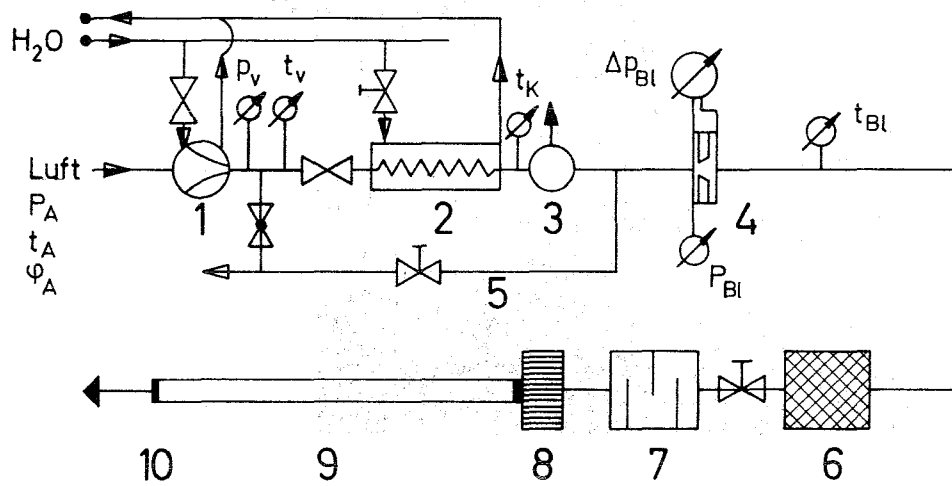 H₂O
p_v
t_v
t_K
Δp_Bl
t_Bl
Luft
P_A
t_A
φ_A
1
2
3
4
P_Bl
5
10
9
8
7
6